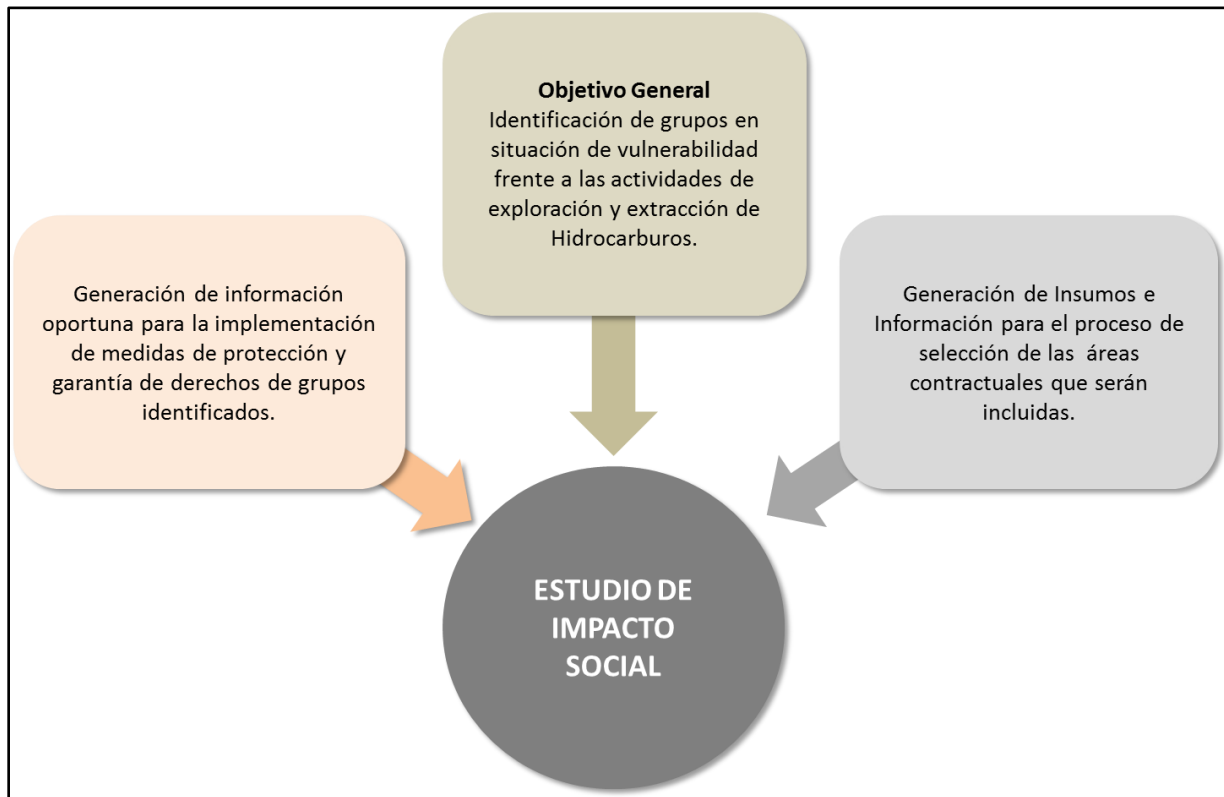 Objetivo General
Identificación de grupos en
situación de vulnerabilidad
frente a las actividades de
exploración y extracción de
Hidrocarburos.
Generación de información
oportuna para la implementación
de medidas de protección y
garantía de derechos de grupos
identificados.
Generación de Insumos e
Información para el proceso de
selección de las áreas
contractuales que serán
incluidas.
ESTUDIO DE
IMPACTO
SOCIAL